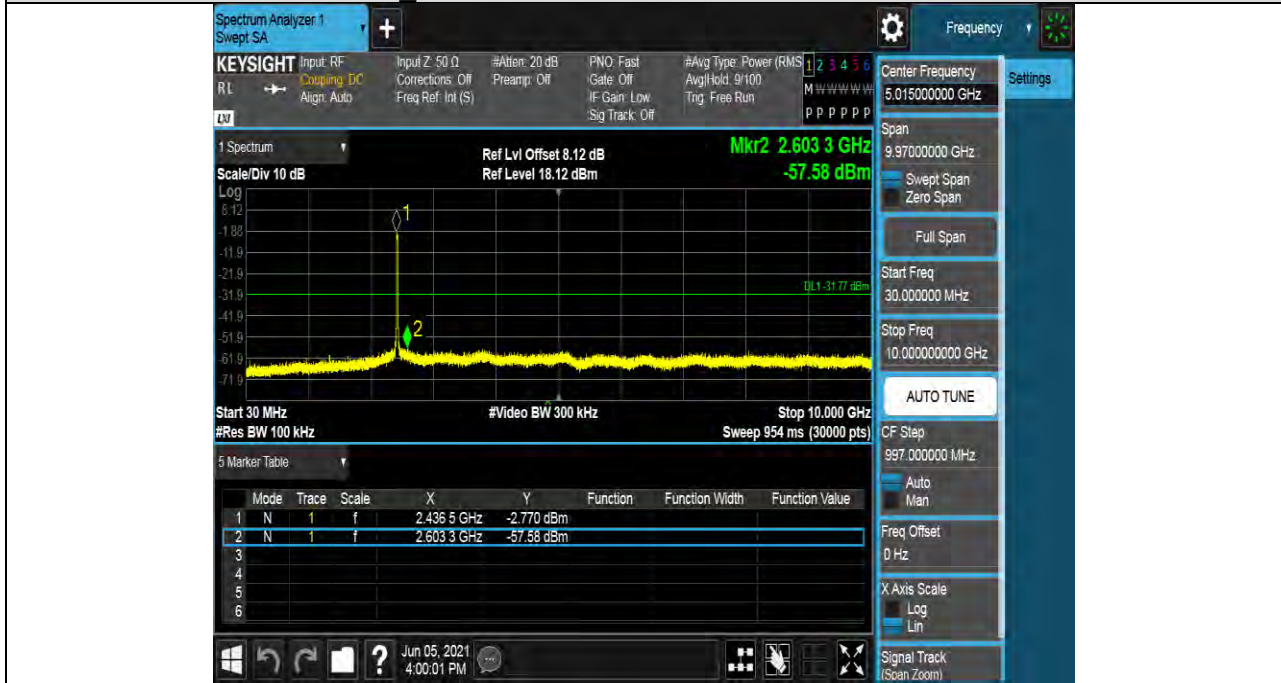 Spectrum Analyzer 1
Swept SA
+
Frequency
KEYSIGHT Input: RF Input Z: 50 Ω #Atten: 20 dB PNO: Fast #Avg Type: Power (RMS 1 2 3 4 5 6
RL Coupling: DC Corrections: Off Preamp: Off Gate: Off Avg|Hold: 9/100 M W W W W W
Align: Auto Freq Ref: Int (S) IF Gain: Low Trig: Free Run
LXI Sig Track: Off P P P P P P
1 Spectrum
Scale/Div 10 dB
Ref Lvl Offset 8.12 dB
Ref Level 18.12 dBm
Mkr2 2.603 3 GHz
-57.58 dBm
Log
8.12
-1.88
-11.9
-21.9
-31.9
-41.9
-51.9
-61.9
-71.9
1
2
DL1 -31.77 dBm
Start 30 MHz #Video BW 300 kHz Stop 10.000 GHz
#Res BW 100 kHz Sweep 954 ms (30000 pts)
5 Marker Table
Mode Trace Scale X Y Function Function Width Function Value
1 N 1 f 2.436 5 GHz -2.770 dBm
2 N 1 f 2.603 3 GHz -57.58 dBm
3
4
5
6
?
Jun 05, 2021
4:00:01 PM
Center Frequency
5.015000000 GHz
Settings
Span
9.97000000 GHz
Swept Span
Zero Span
Full Span
Start Freq
30.000000 MHz
Stop Freq
10.000000000 GHz
AUTO TUNE
CF Step
997.000000 MHz
Auto
Man
Freq Offset
0 Hz
X Axis Scale
Log
Lin
Signal Track
(Span Zoom)